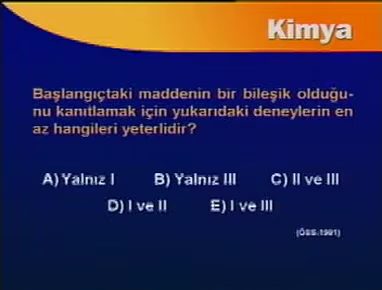 Kimya
Başlangıçtaki maddenin bir bileşik olduğu-
nu kanıtlamak için yukarıdaki deneylerin en
az hangileri yeterlidir?
A) Yalnız I B) Yalnız III C) II ve III
D) I ve II E) I ve III
(ÖSS-1991)